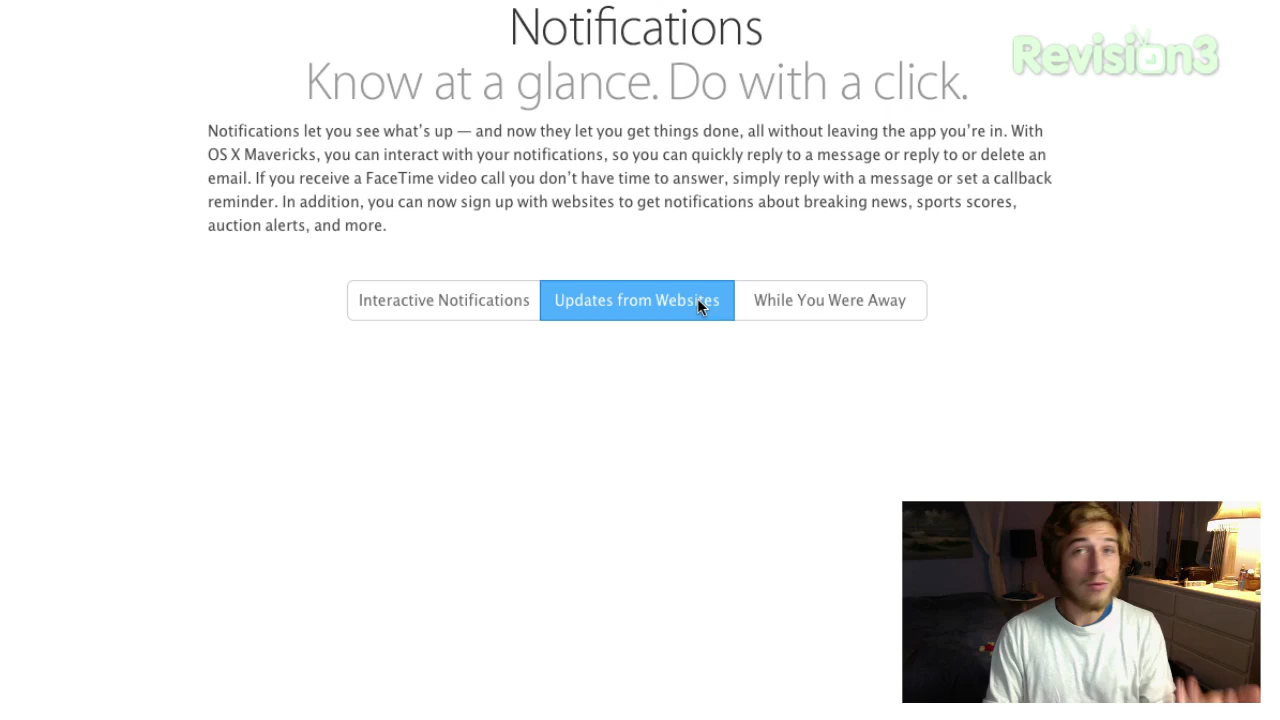 Notifications
Revision3
Know at a glance. Do with a click.
Notifications let you see what’s up — and now they let you get things done, all without leaving the app you’re in. With
OS X Mavericks, you can interact with your notifications, so you can quickly reply to a message or reply to or delete an
email. If you receive a FaceTime video call you don’t have time to answer, simply reply with a message or set a callback
reminder. In addition, you can now sign up with websites to get notifications about breaking news, sports scores,
auction alerts, and more.
Interactive Notifications Updates from Websites While You Were Away